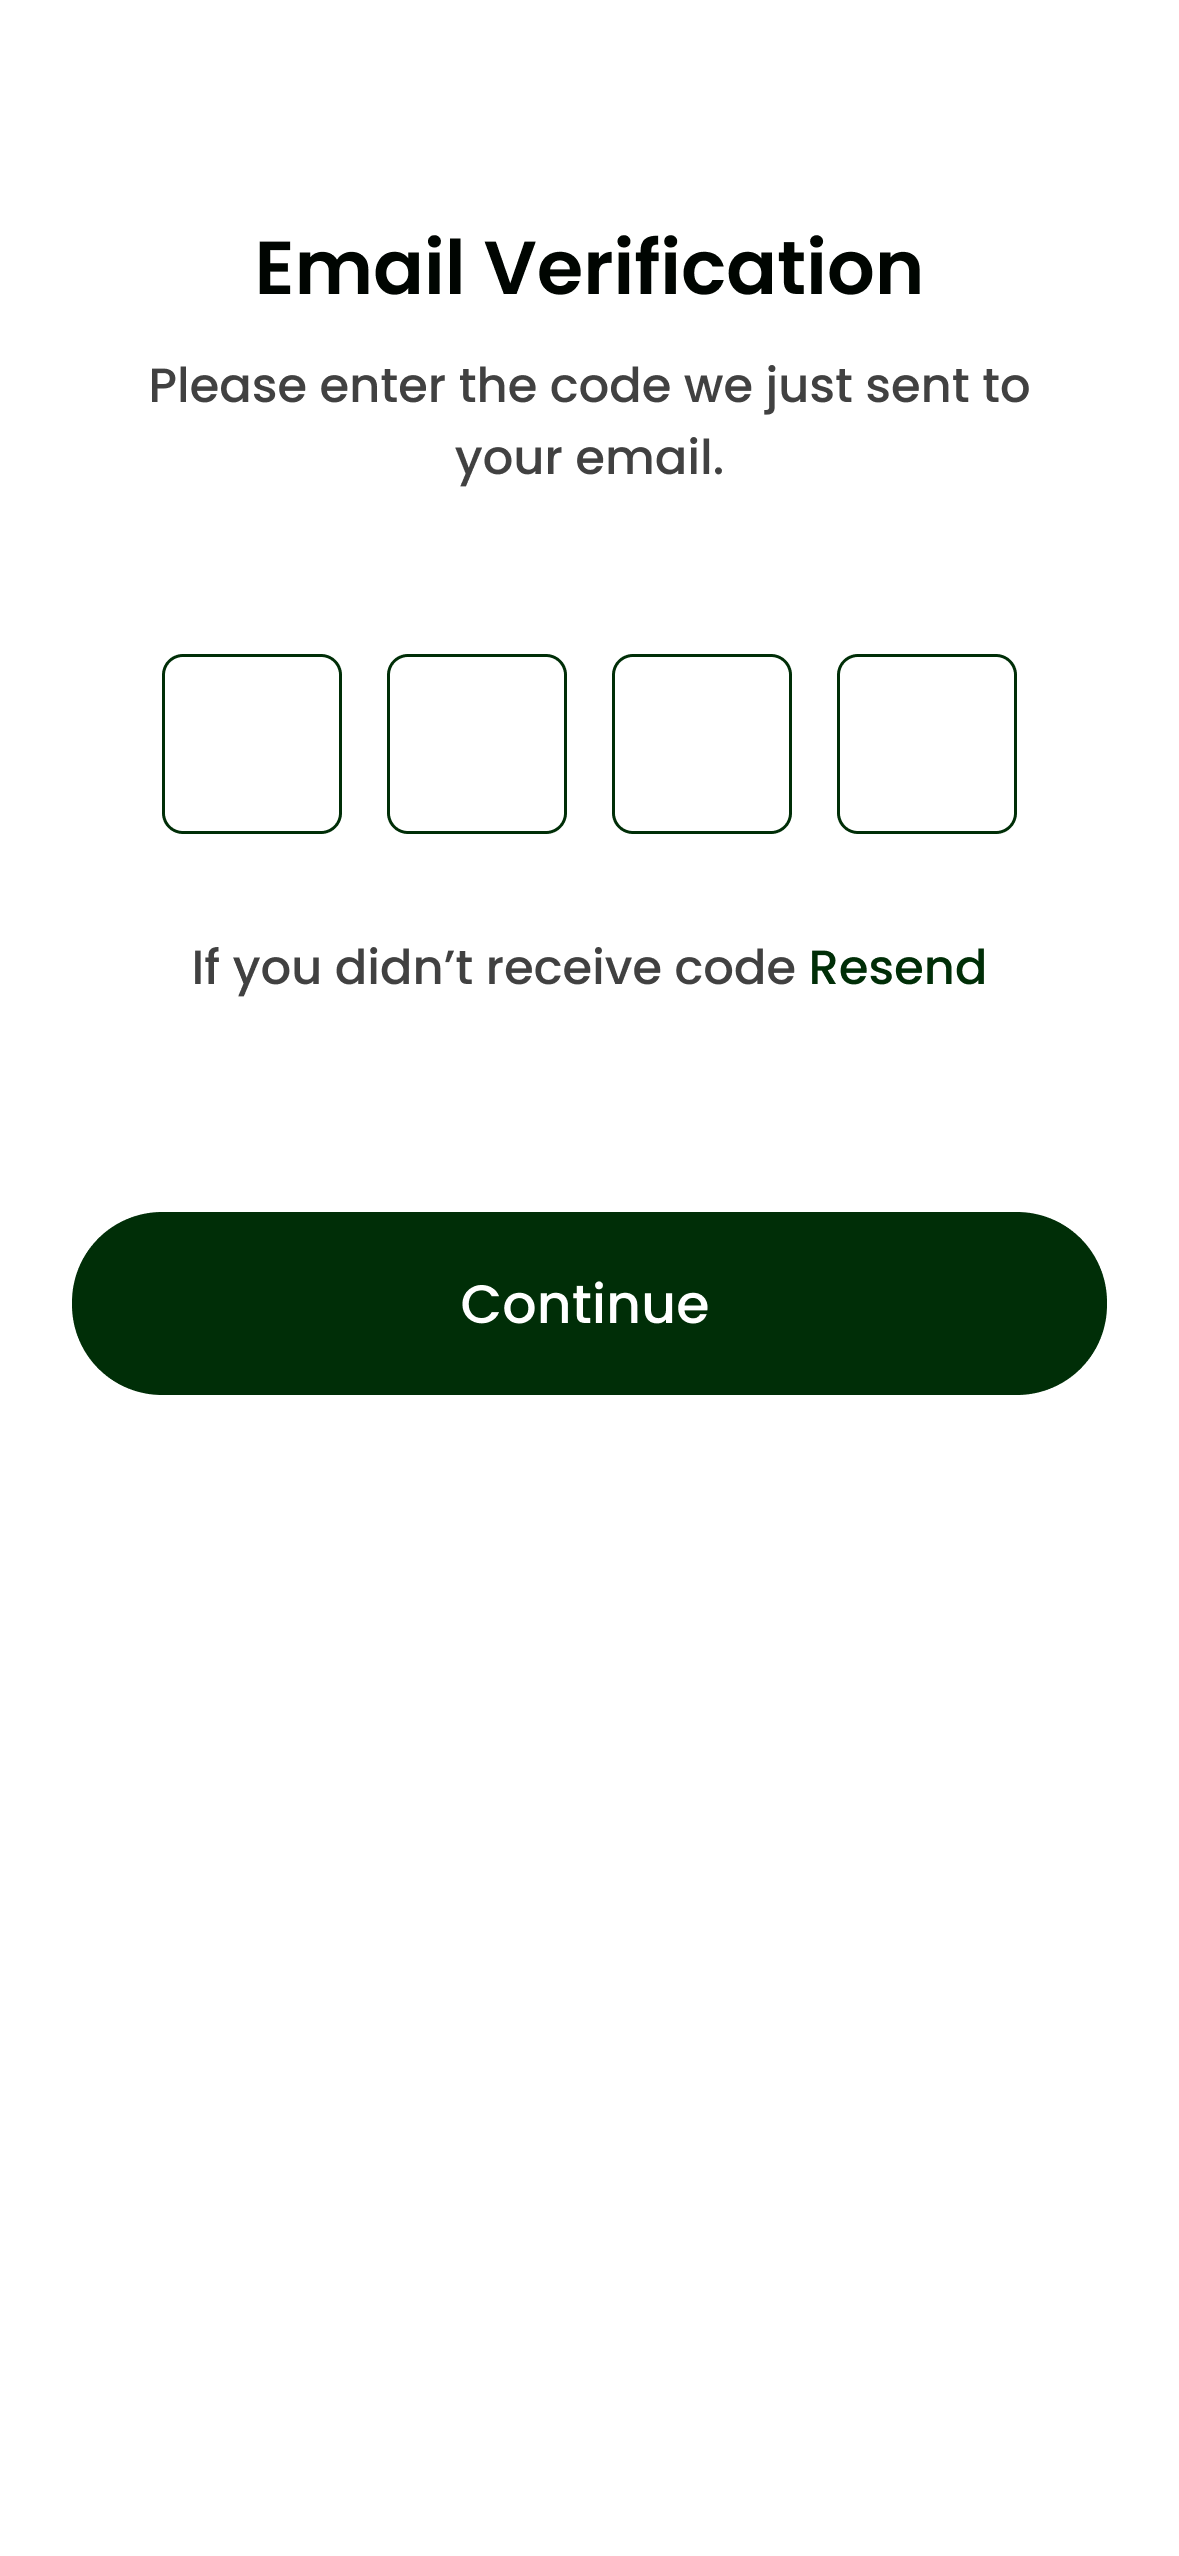 Email Verification
Please enter the code we just sent to
your email.
If you didn’t receive code Resend
Continue